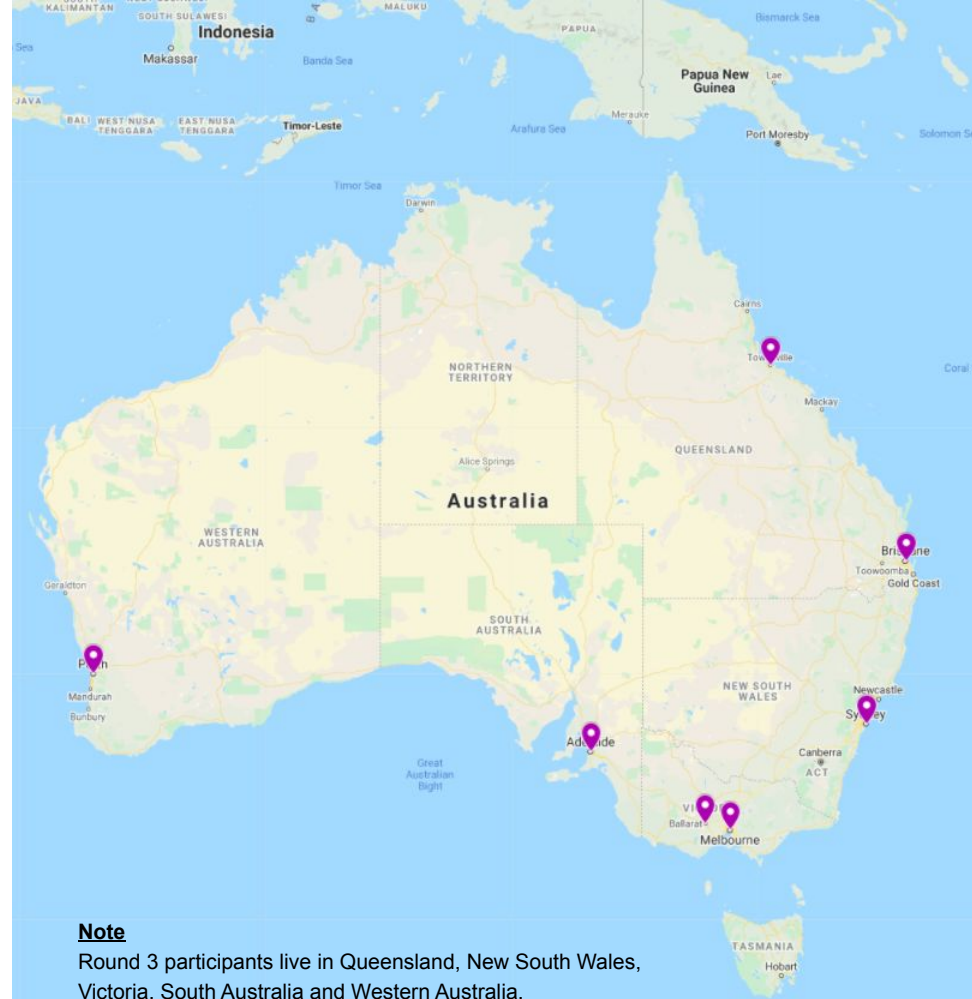 KALIMANTAN
SOUTH SULAWESI
Indonesia
Makassar
MALUKU
Banda Sea
PAPUA
Bismarck Sea
Papua New
Guinea
Lae
Sea
JAVA
BALI
WEST NUSA
TENGGARA
EAST NUSA
TENGGARA
Timor-Leste
Merauke
Arafura Sea
Port Moresby
Solomon S
Timor Sea
Darwin
Cairns
NORTHERN
TERRITORY
Coral
Mackay
QUEENSLAND
Alice Springs
Australia
WESTERN
AUSTRALIA
Toowoomba
Gold Coast
Geraldton
SOUTH
AUSTRALIA
Mandurah
Bunbury
NEW SOUTH
WALES
Newcastle
Canberra
ACT
Great
Australian
Bight
Ballarat
Melbourne
TASMANIA
Hobart
Note
Round 3 participants live in Queensland, New South Wales,
Victoria, South Australia and Western Australia.